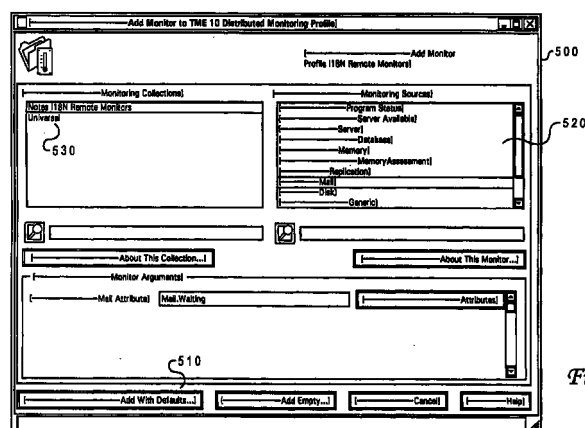 [————Add Monitor to TME 10 Distributed Monitoring Profile]
[————Add Monitor
Profile I18N Remote Monitors]
500
[————Monitoring Collections]
[————Monitoring Sources]
Notes I18N Remote Monitors
Universal
530
[————Program Status]
[————Server Available]
[————Server]
[————Database]
[————Memory]
[————MemoryAssessment]
[————Replication]
[————Mail]
[————Disk]
[————Generic]
520
[————About This Collection...]
[————About This Monitor...]
[————Monitor Arguments]
[————Mail Attribute]
Mail.Waiting
[————Attributes]
510
[————Add With Defaults...]
[————Add Empty...]
[————Cancel]
[————Help]